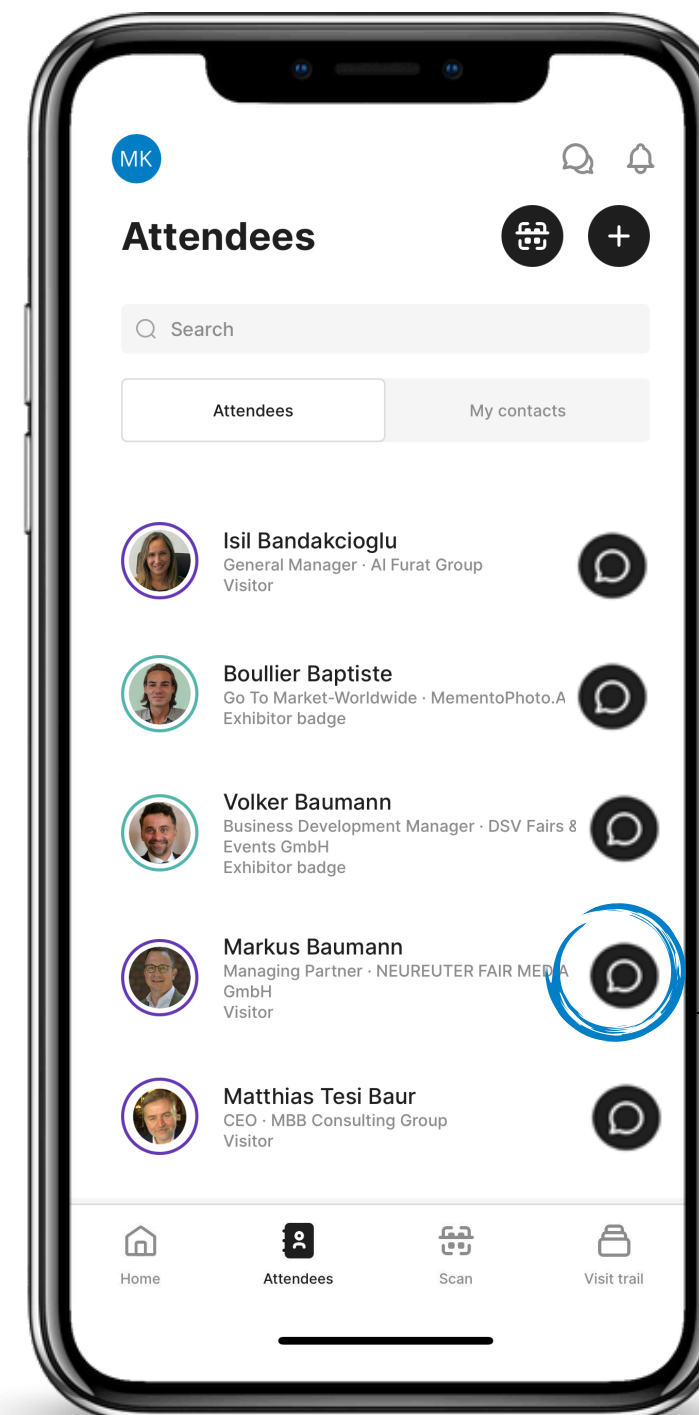 MK
Attendees
Search
Attendees
My contacts
Isil Bandakcioglu
General Manager · Al Furat Group
Visitor
Boullier Baptiste
Go To Market-Worldwide · MementoPhoto.A
Exhibitor badge
Volker Baumann
Business Development Manager · DSV Fairs &
Events GmbH
Exhibitor badge
Markus Baumann
Managing Partner · NEUREUTER FAIR MEDIA
GmbH
Visitor
Matthias Tesi Baur
CEO · MBB Consulting Group
Visitor
Home
Attendees
Scan
Visit trail